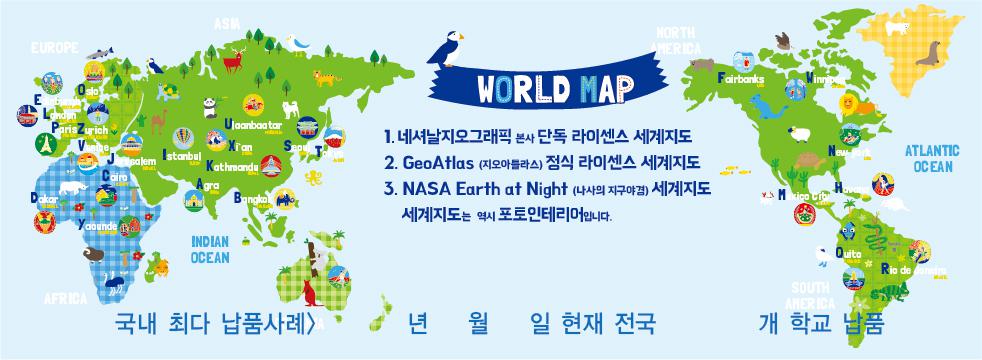 ASIA
EUROPE
NORTH
AMERICA
WORLD MAP
Fairbanks
Winnipeg
Oslo
Edinburgh
London
Paris
Zurich
Venice
Jerusalem
Cairo
Istanbul
Ulaanbaatar
Xian
Seoul
Kathmandu
Agra
Bangkok
Dakar
Yaounde
1. 네셔날지오그래픽 본사 단독 라이센스 세계지도
2. GeoAtlas (지오아틀라스) 정식 라이센스 세계지도
3. NASA Earth at Night (나사의 지구야경) 세계지도
세계지도는 역시 포토인테리어입니다.
New York
ATLANTIC
OCEAN
Havana
Mexico City
INDIAN
OCEAN
Quito
Rio de Janeiro
AFRICA
SOUTH
AMERICA
국내 최다 납품사례> 년 월 일 현재 전국 개 학교 납품